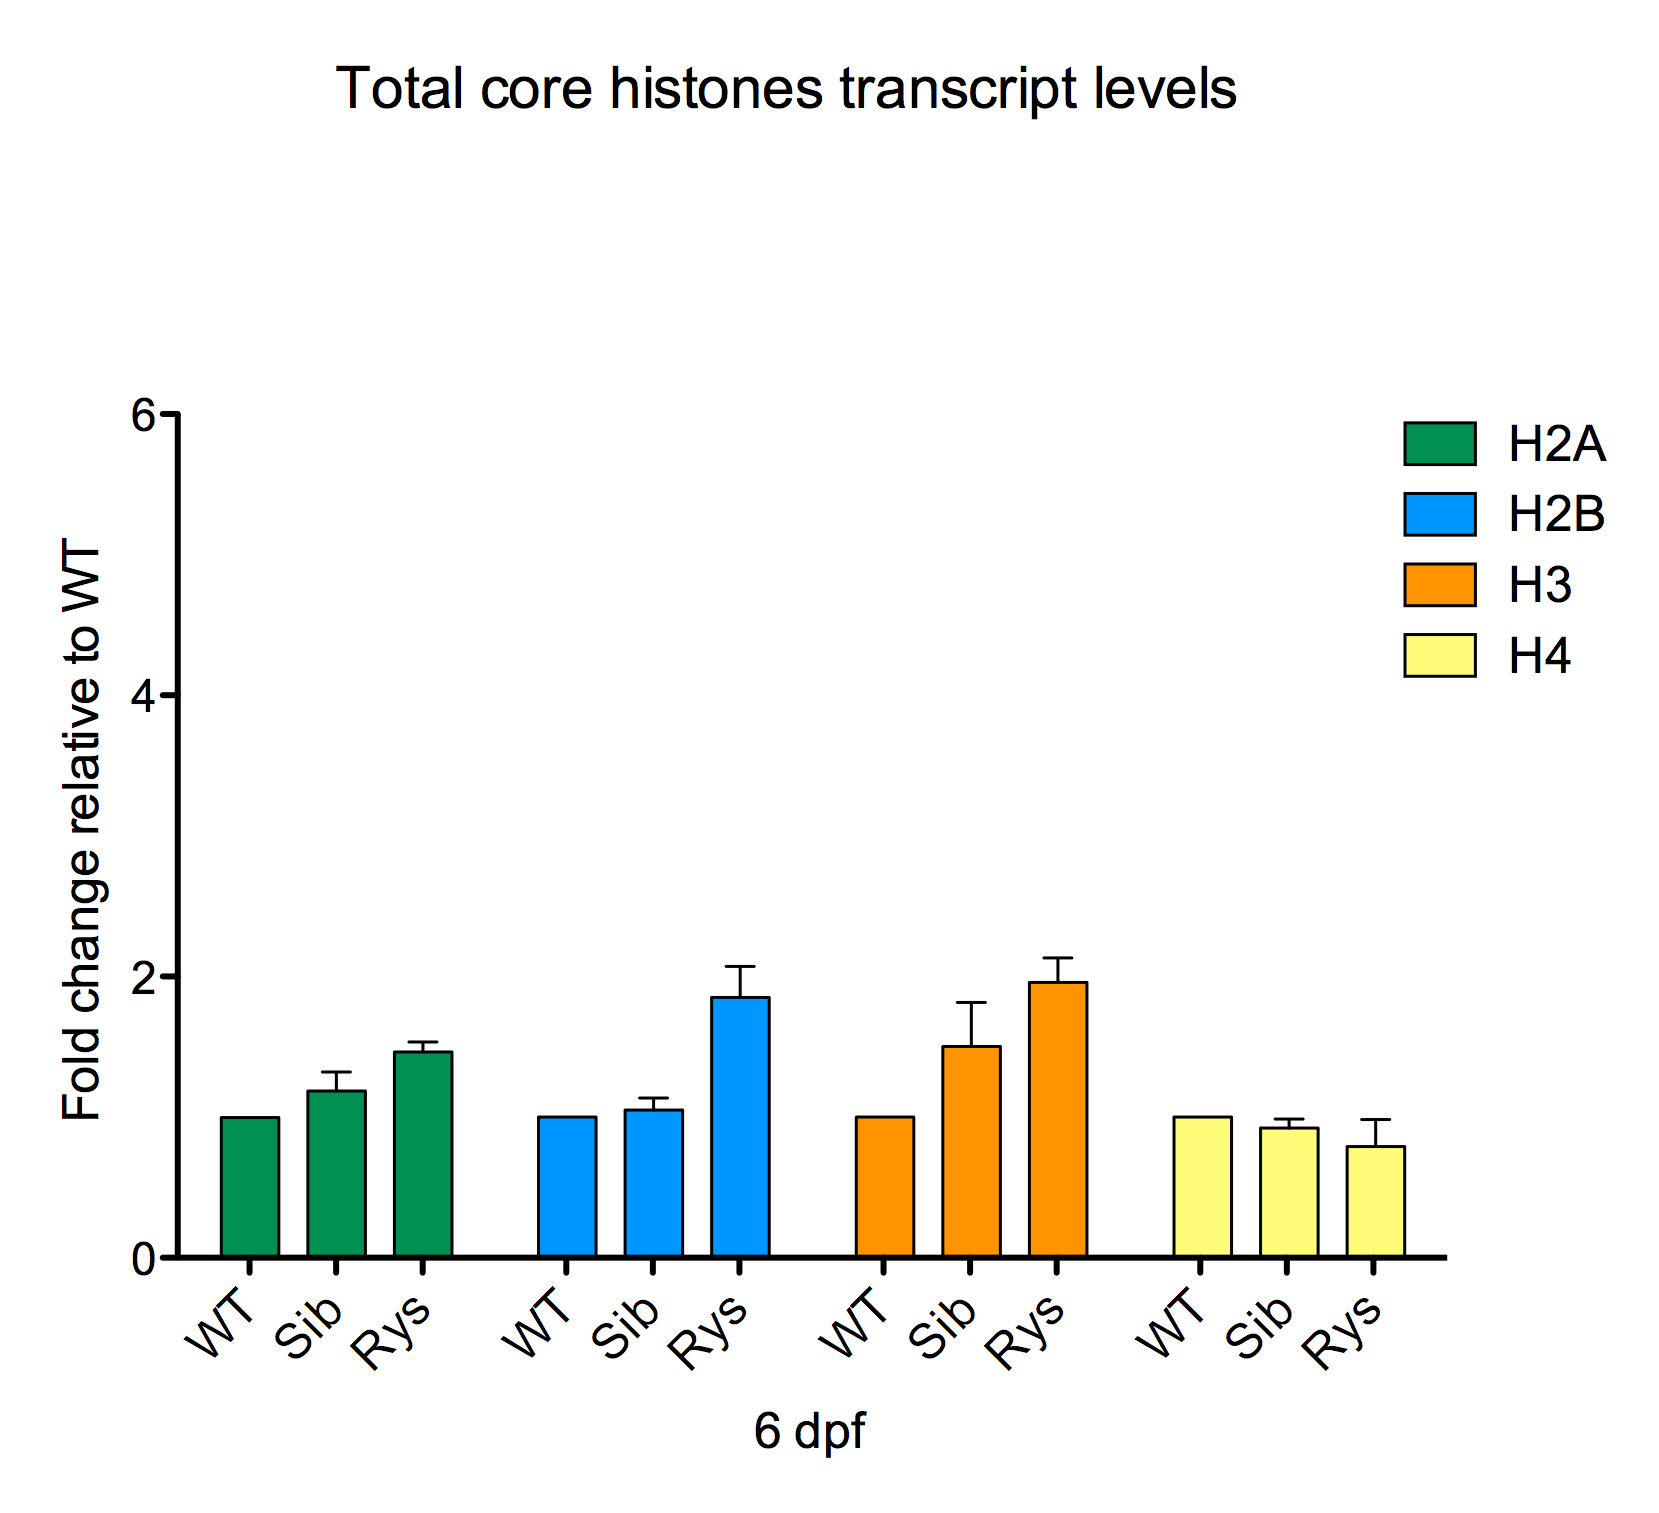 Total core histones transcript levels
Fold change relative to WT
6
4
2
0
H2A
H2B
H3
H4
WT Sib Rys WT Sib Rys WT Sib Rys WT Sib Rys
6 dpf